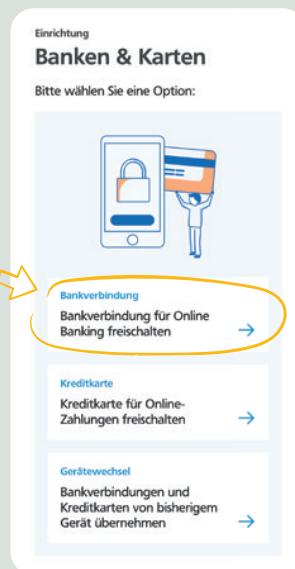 Einrichtung
Banken & Karten
Bitte wählen Sie eine Option:
Bankverbindung
Bankverbindung für Online
Banking freischalten
Kreditkarte
Kreditkarte für Online-
Zahlungen freischalten
Gerätewechsel
Bankverbindungen und
Kreditkarten von bisherigem
Gerät übernehmen